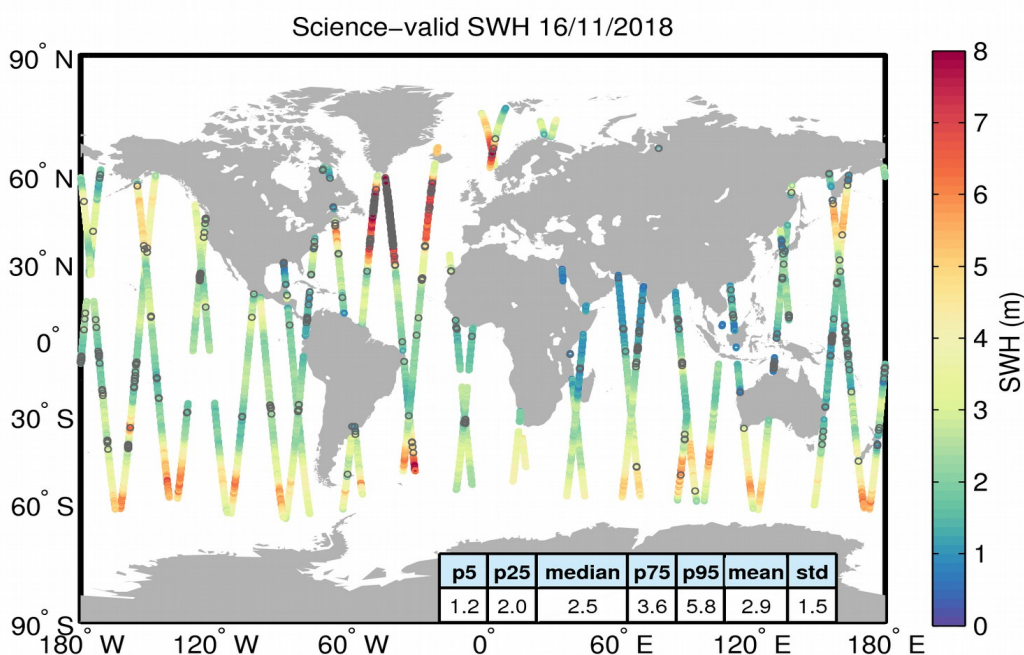 Science−valid SWH 16/11/2018
90° N
60° N
30° N
0°
30° S
60° S
90° S
180° W
120° W
60° W
0°
60° E
120° E
180° E
p5 p25 median p75 p95 mean std
1.2 2.0 2.5 3.6 5.8 2.9 1.5
8
7
6
5
4
3
2
1
0
SWH (m)